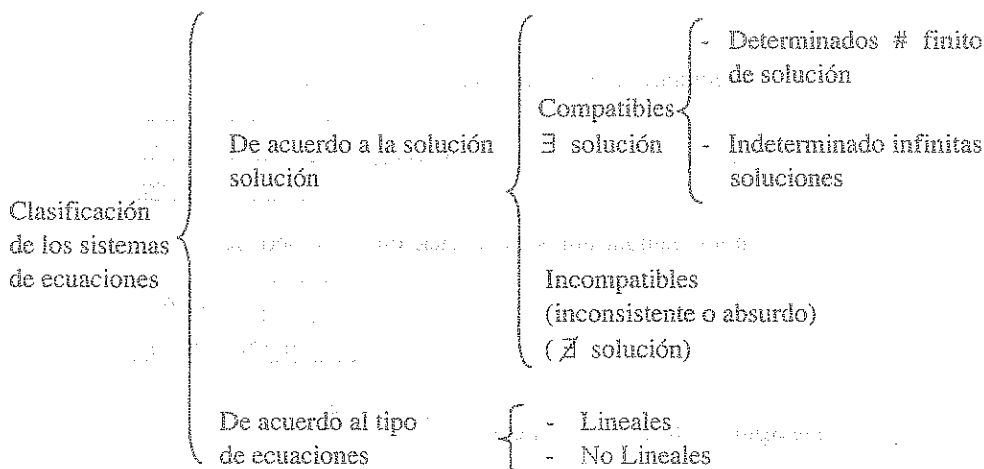 Clasificación
de los sistemas
de ecuaciones
De acuerdo a la solución
solución
Compatibles
∃ solución
- Determinados # finito
de solución
- Indeterminado infinitas
soluciones
Incompatibles
(inconsistente o absurdo)
( ∄ solución)
De acuerdo al tipo
de ecuaciones
- Lineales
- No Lineales